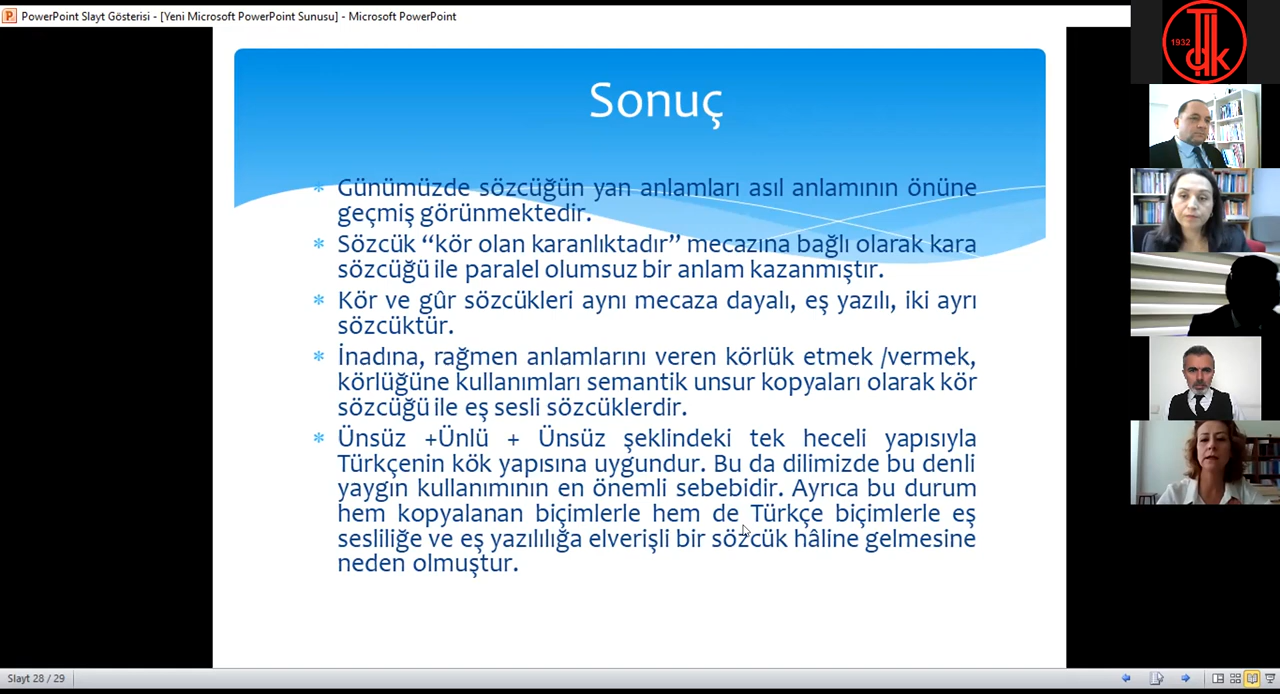 PowerPoint Slayt Gösterisi - [Yeni Microsoft PowerPoint Sunusu] - Microsoft PowerPoint
1932
TDK
Sonuç
* Günümüzde sözcüğün yan anlamları asıl anlamının önüne
geçmiş görünmektedir.
* Sözcük “kör olan karanlıktadır” mecazına bağlı olarak kara
sözcüğü ile paralel olumsuz bir anlam kazanmıştır.
* Kör ve gûr sözcükleri aynı mecaza dayalı, eş yazılı, iki ayrı
sözcüktür.
* İnadına, rağmen anlamlarını veren körlük etmek /vermek,
körlüğüne kullanımları semantik unsur kopyaları olarak kör
sözcüğü ile eş sesli sözcüklerdir.
* Ünsüz +Ünlü + Ünsüz şeklindeki tek heceli yapısıyla
Türkçenin kök yapısına uygundur. Bu da dilimizde bu denli
yaygın kullanımının en önemli sebebidir. Ayrıca bu durum
hem kopyalanan biçimlerle hem de Türkçe biçimlerle eş
sesliliğe ve eş yazılılığa elverişli bir sözcük hâline gelmesine
neden olmuştur.
Slayt 28 / 29